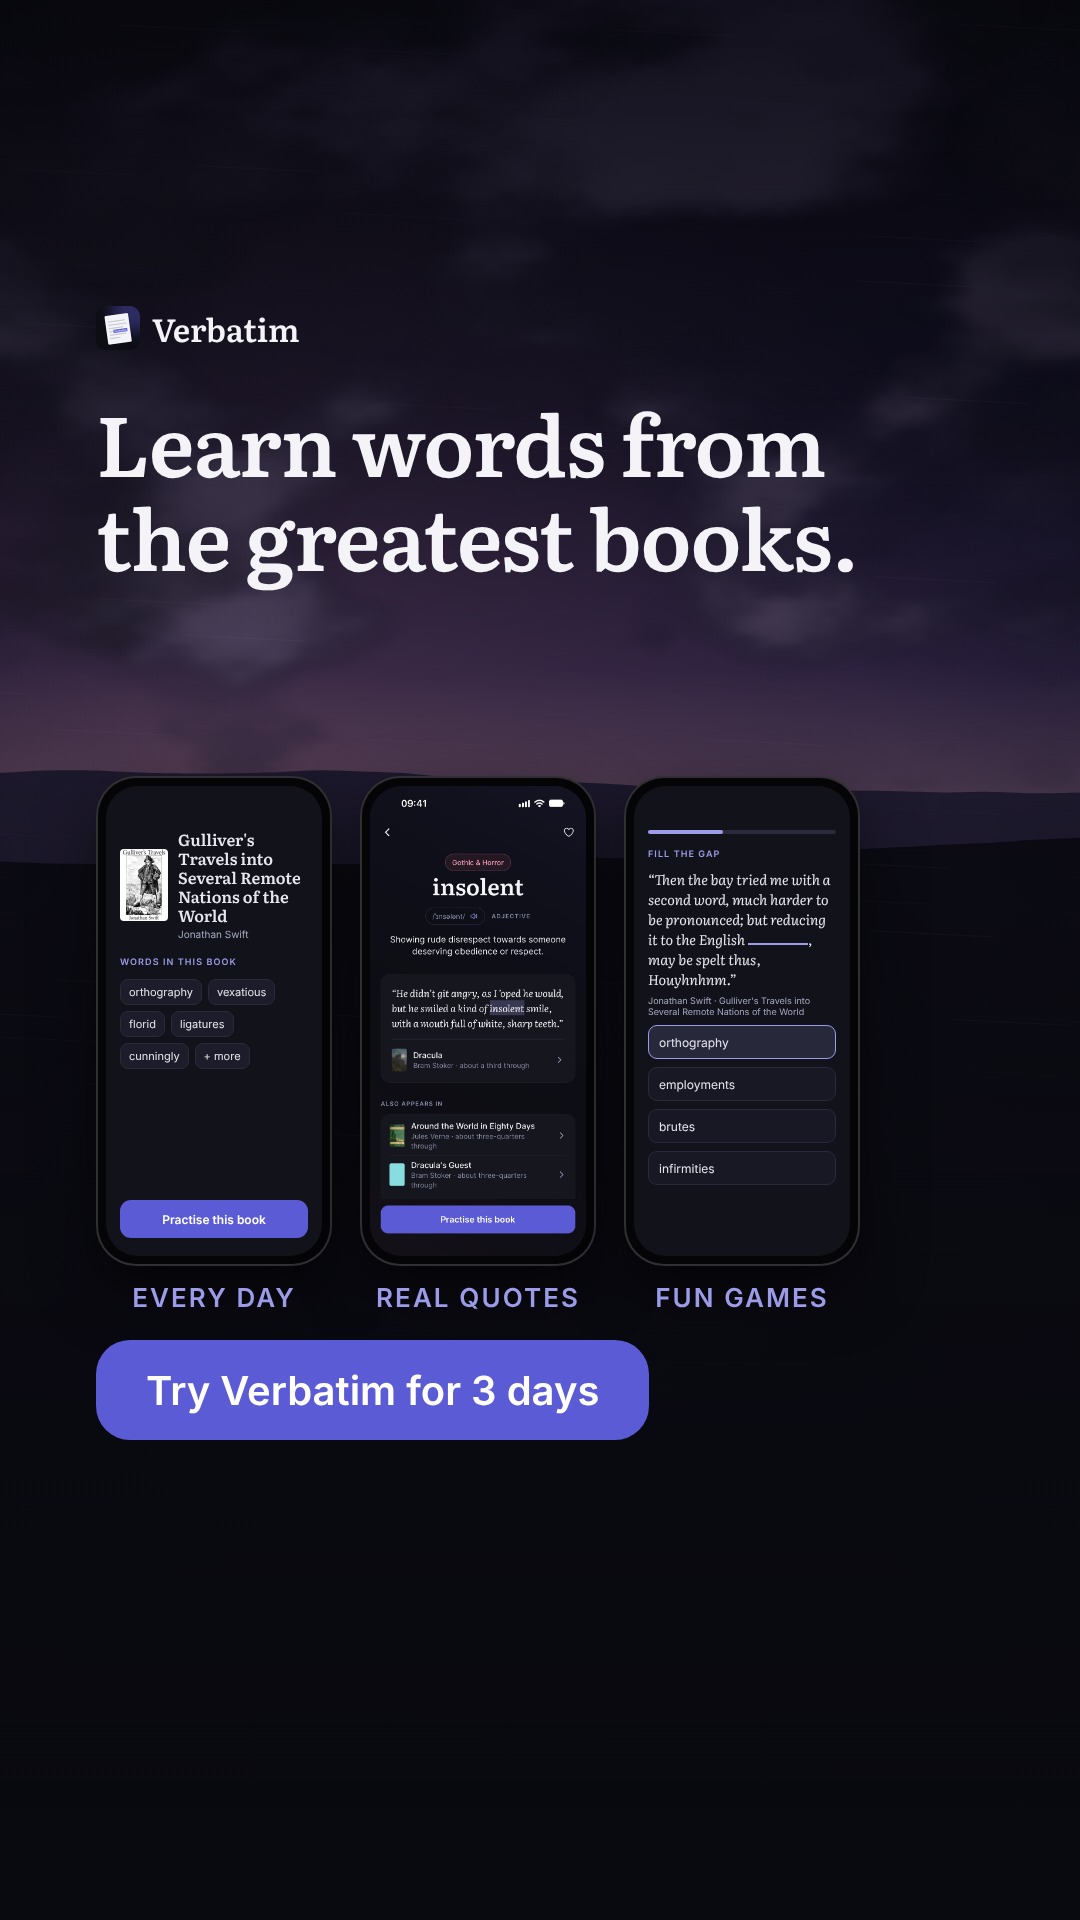 Verbatim
Learn words from
the greatest books.
Gulliver's Travels
Jonathan Swift
Gulliver's
Travels into
Several Remote
Nations of the
World
Jonathan Swift
WORDS IN THIS BOOK
orthography
vexatious
florid
ligatures
cunningly
+ more
Practise this book
09:41
Gothic & Horror
insolent
/ˈɪnsələnt/
ADJECTIVE
Showing rude disrespect towards someone
deserving obedience or respect.
“He didn’t git angry, as I ’oped he would,
but he smiled a kind of insolent smile,
with a mouth full of white, sharp teeth.”
Dracula
Bram Stoker · about a third through
ALSO APPEARS IN
Around the World in Eighty Days
Jules Verne · about three-quarters
through
Dracula's Guest
Bram Stoker · about three-quarters
through
Practise this book
FILL THE GAP
“Then the bay tried me with a
second word, much harder to
be pronounced; but reducing
it to the English ______,
may be spelt thus,
Houyhnhnm.”
Jonathan Swift · Gulliver's Travels into
Several Remote Nations of the World
orthography
employments
brutes
infirmities
EVERY DAY
REAL QUOTES
FUN GAMES
Try Verbatim for 3 days